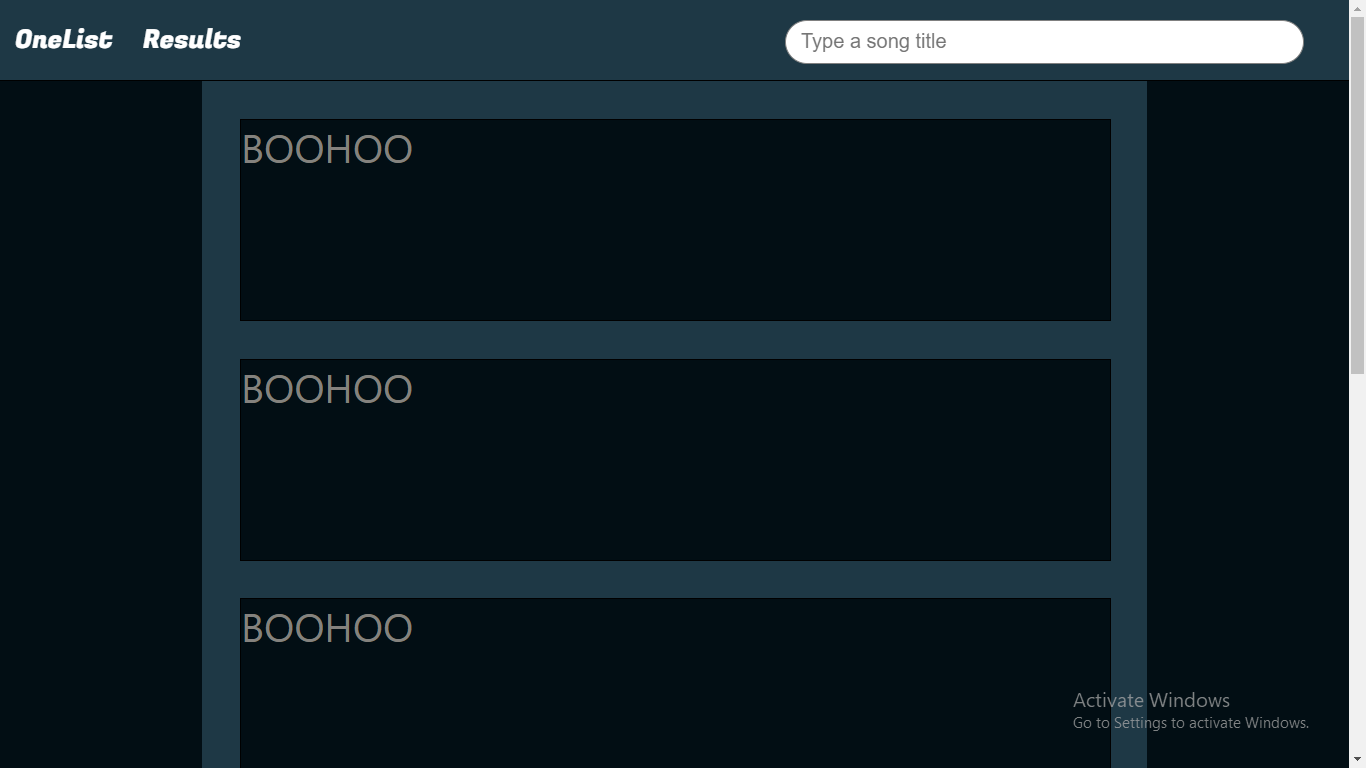 OneList Results Type a song title
BOOHOO
BOOHOO
BOOHOO
Activate Windows
Go to Settings to activate Windows.